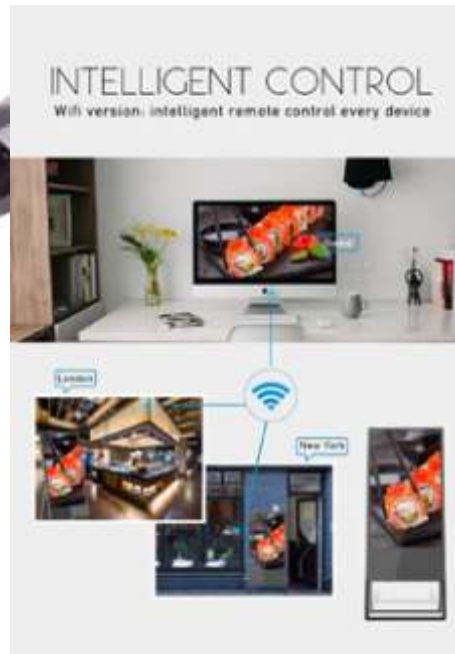 INTELLIGENT CONTROL
Wifi version: intelligent remote control every device
London
New York